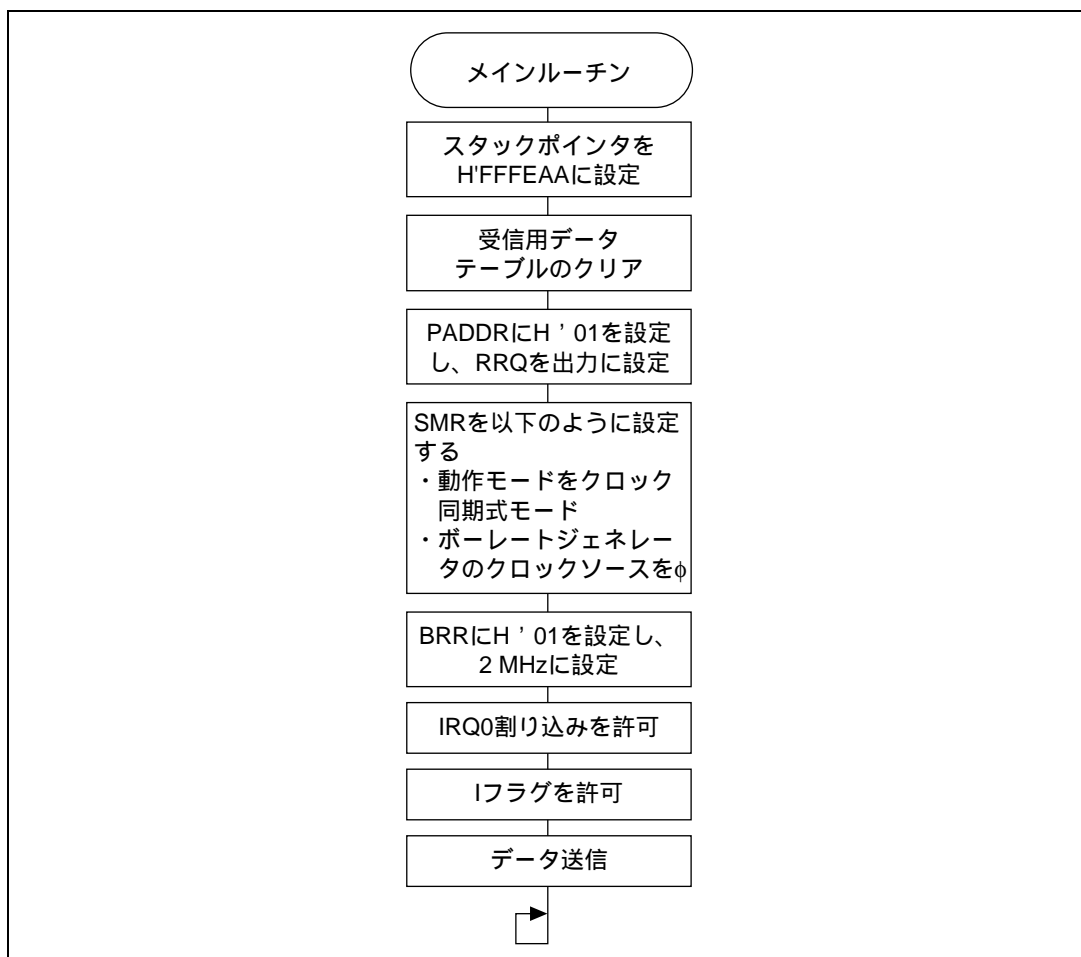 メインルーチン
スタックポインタを
H'FFFEAAに設定
受信用データ
テーブルのクリア
PADDRにH ' 01を設定
し、RRQを出力に設定
SMRを以下のように設定
する
・動作モードをクロック
同期式モード
・ボーレートジェネレー
タのクロックソースをφ
BRRにH ' 01を設定し、
2 MHzに設定
IRQ0割り込みを許可
Iフラグを許可
データ送信